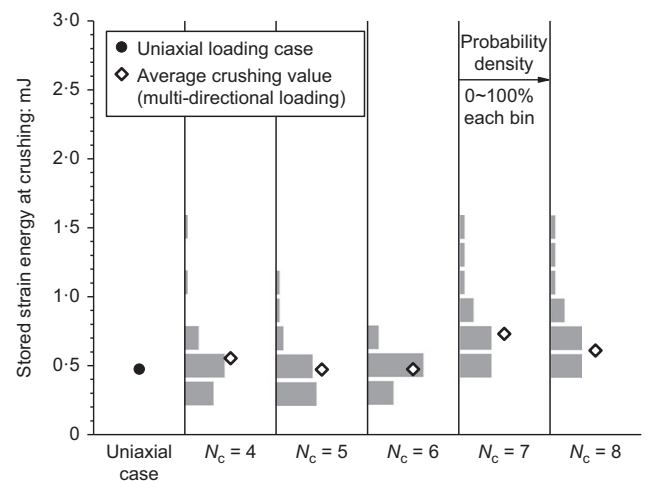 Stored strain energy at crushing: mJ
3·0
2·5
2·0
1·5
1·0
0·5
0
Uniaxial loading case
Average crushing value
(multi-directional loading)
Probability
density
0~100%
each bin
Uniaxial
case
Nc = 4
Nc = 5
Nc = 6
Nc = 7
Nc = 8